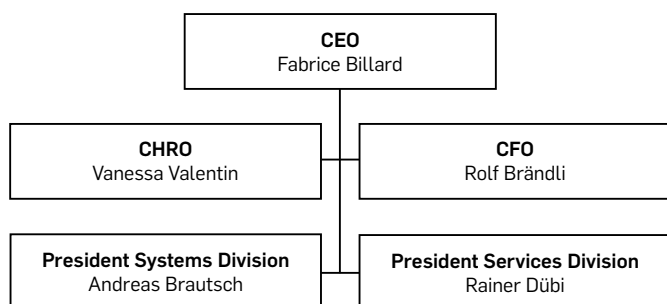 CEO
Fabrice Billard
CHRO
Vanessa Valentin
CFO
Rolf Brändli
President Systems Division
Andreas Brautsch
President Services Division
Rainer Dübi